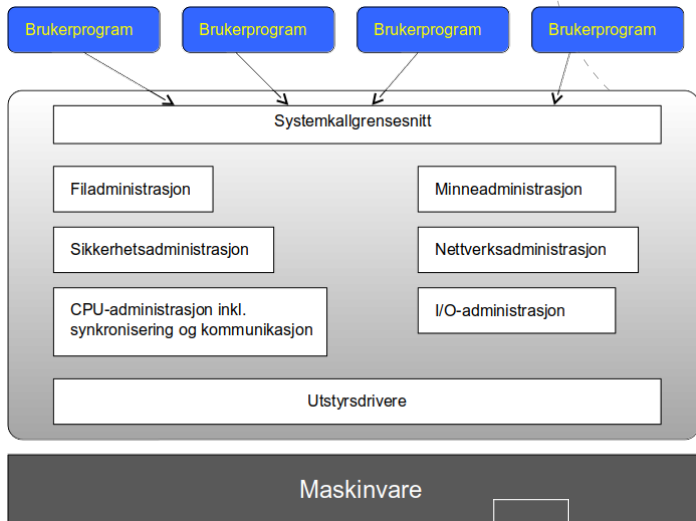 Brukerprogram
Brukerprogram
Brukerprogram
Brukerprogram
Systemkallgrensesnitt
Filadministrasjon
Minneadministrasjon
Sikkerhetsadministrasjon
Nettverksadministrasjon
CPU-administrasjon inkl.
synkronisering og kommunikasjon
I/O-administrasjon
Utstyrsdrivere
Maskinvare